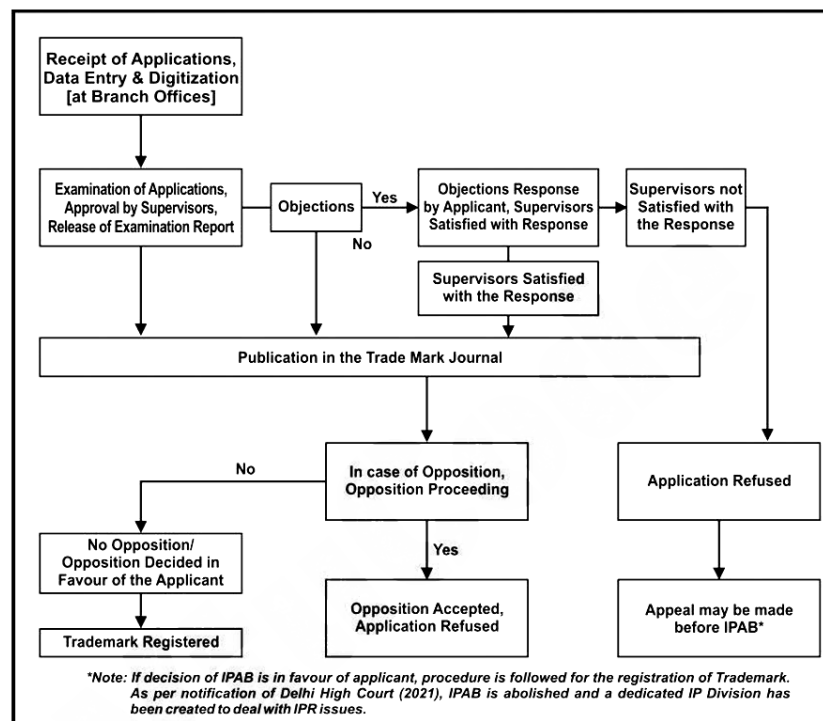 Receipt of Applications,
Data Entry & Digitization
[at Branch Offices]
Examination of Applications,
Approval by Supervisors,
Release of Examination Report
Objections
Yes
No
Objections Response
by Applicant, Supervisors
Satisfied with Response
Supervisors not
Satisfied with
the Response
Supervisors Satisfied
with the Response
Publication in the Trade Mark Journal
No
In case of Opposition,
Opposition Proceeding
Application Refused
Yes
No Opposition/
Opposition Decided in
Favour of the Applicant
Opposition Accepted,
Application Refused
Appeal may be made
before IPAB*
Trademark Registered
*Note: If decision of IPAB is in favour of applicant, procedure is followed for the registration of Trademark.
As per notification of Delhi High Court (2021), IPAB is abolished and a dedicated IP Division has
been created to deal with IPR issues.